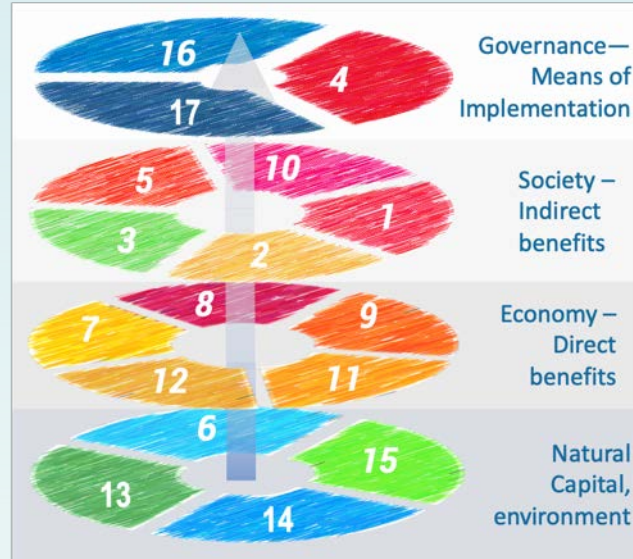 16
4
17
Governance—
Means of
Implementation
10
5
1
3
2
Society –
Indirect
benefits
8
9
7
12
11
Economy –
Direct
benefits
6
15
13
14
Natural
Capital,
environment